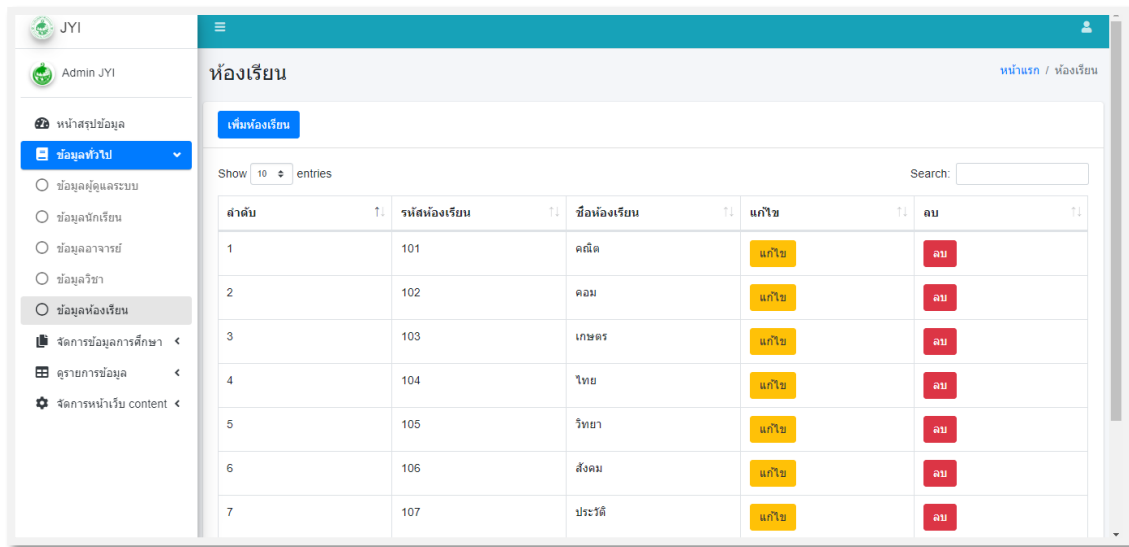 JYI
Admin JYI
หน้าสรุปข้อมูล
ข้อมูลทั่วไป
ข้อมูลผู้ดูแลระบบ
ข้อมูลนักเรียน
ข้อมูลอาจารย์
ข้อมูลวิชา
ข้อมูลห้องเรียน
จัดการข้อมูลการศึกษา
ดูรายการข้อมูล
จัดการหน้าเว็บ content
ห้องเรียน
หน้าแรก / ห้องเรียน
เพิ่มห้องเรียน
Show 10 entries Search:
ลำดับ รหัสห้องเรียน ชื่อห้องเรียน แก้ไข ลบ
1 101 คณิต แก้ไข ลบ
2 102 คอม แก้ไข ลบ
3 103 เกษตร แก้ไข ลบ
4 104 ไทย แก้ไข ลบ
5 105 วิทยา แก้ไข ลบ
6 106 สังคม แก้ไข ลบ
7 107 ประวัติ แก้ไข ลบ